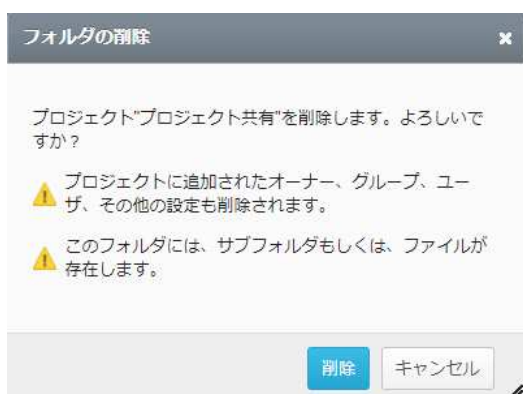 フォルダの削除
プロジェクト"プロジェクト共有"を削除します。よろしいで
すか？
プロジェクトに追加されたオーナー、グループ、ユー
ザ、その他の設定も削除されます。
このフォルダには、サブフォルダもしくは、ファイルが
存在します。
削除
キャンセル